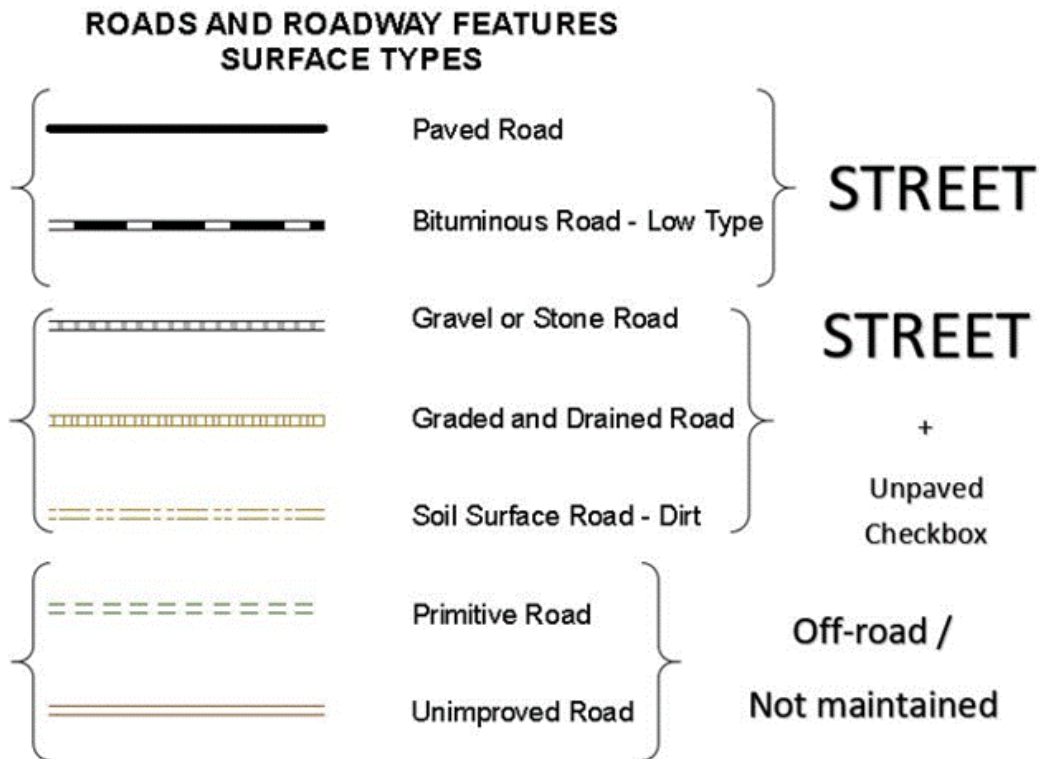 ROADS AND ROADWAY FEATURES
SURFACE TYPES
Paved Road
Bituminous Road - Low Type
STREET
Gravel or Stone Road
Graded and Drained Road
Soil Surface Road - Dirt
STREET
+
Unpaved
Checkbox
Primitive Road
Unimproved Road
Off-road /
Not maintained